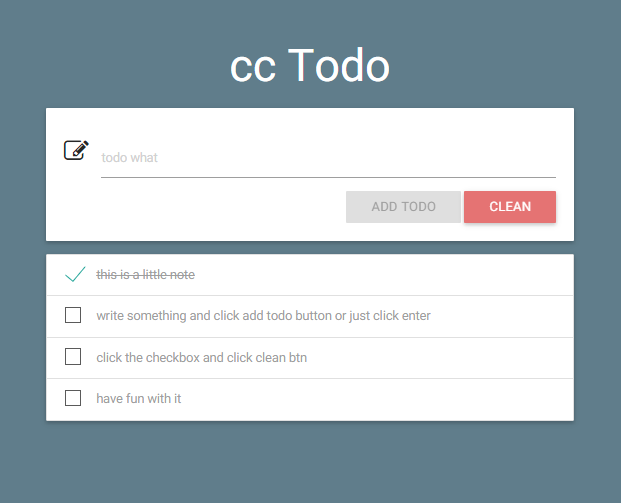 cc Todo
todo what
ADD TODO CLEAN
this is a little note
write something and click add todo button or just click enter
click the checkbox and click clean btn
have fun with it